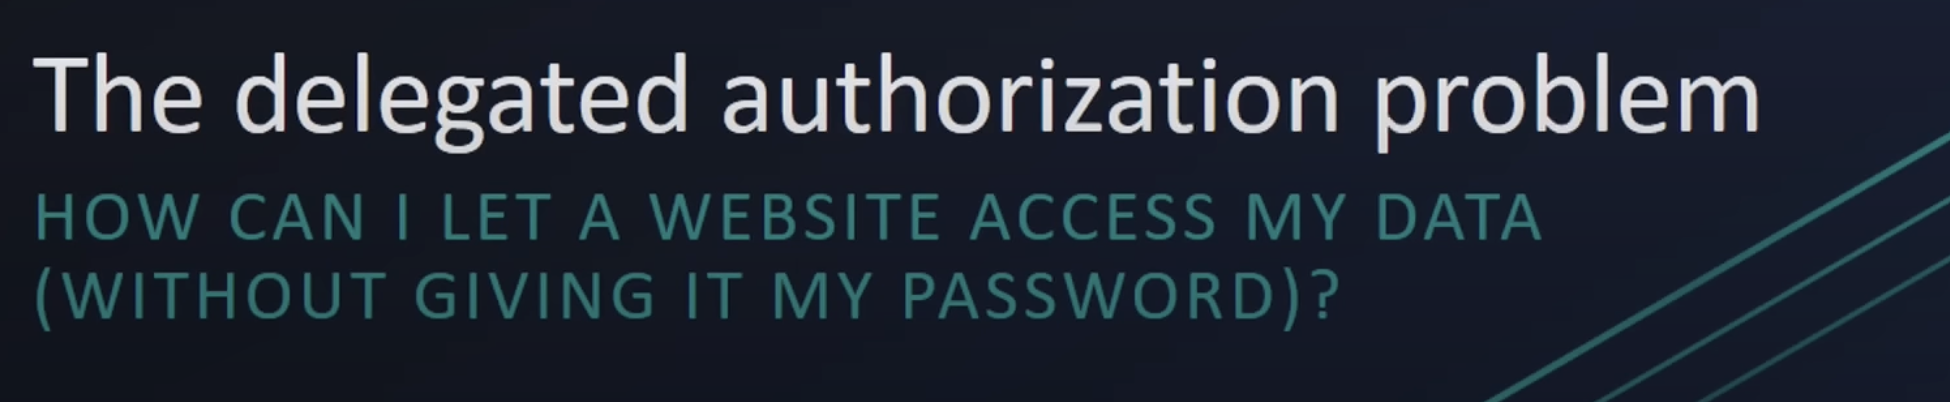 The delegated authorization problem
HOW CAN I LET A WEBSITE ACCESS MY DATA
(WITHOUT GIVING IT MY PASSWORD)?